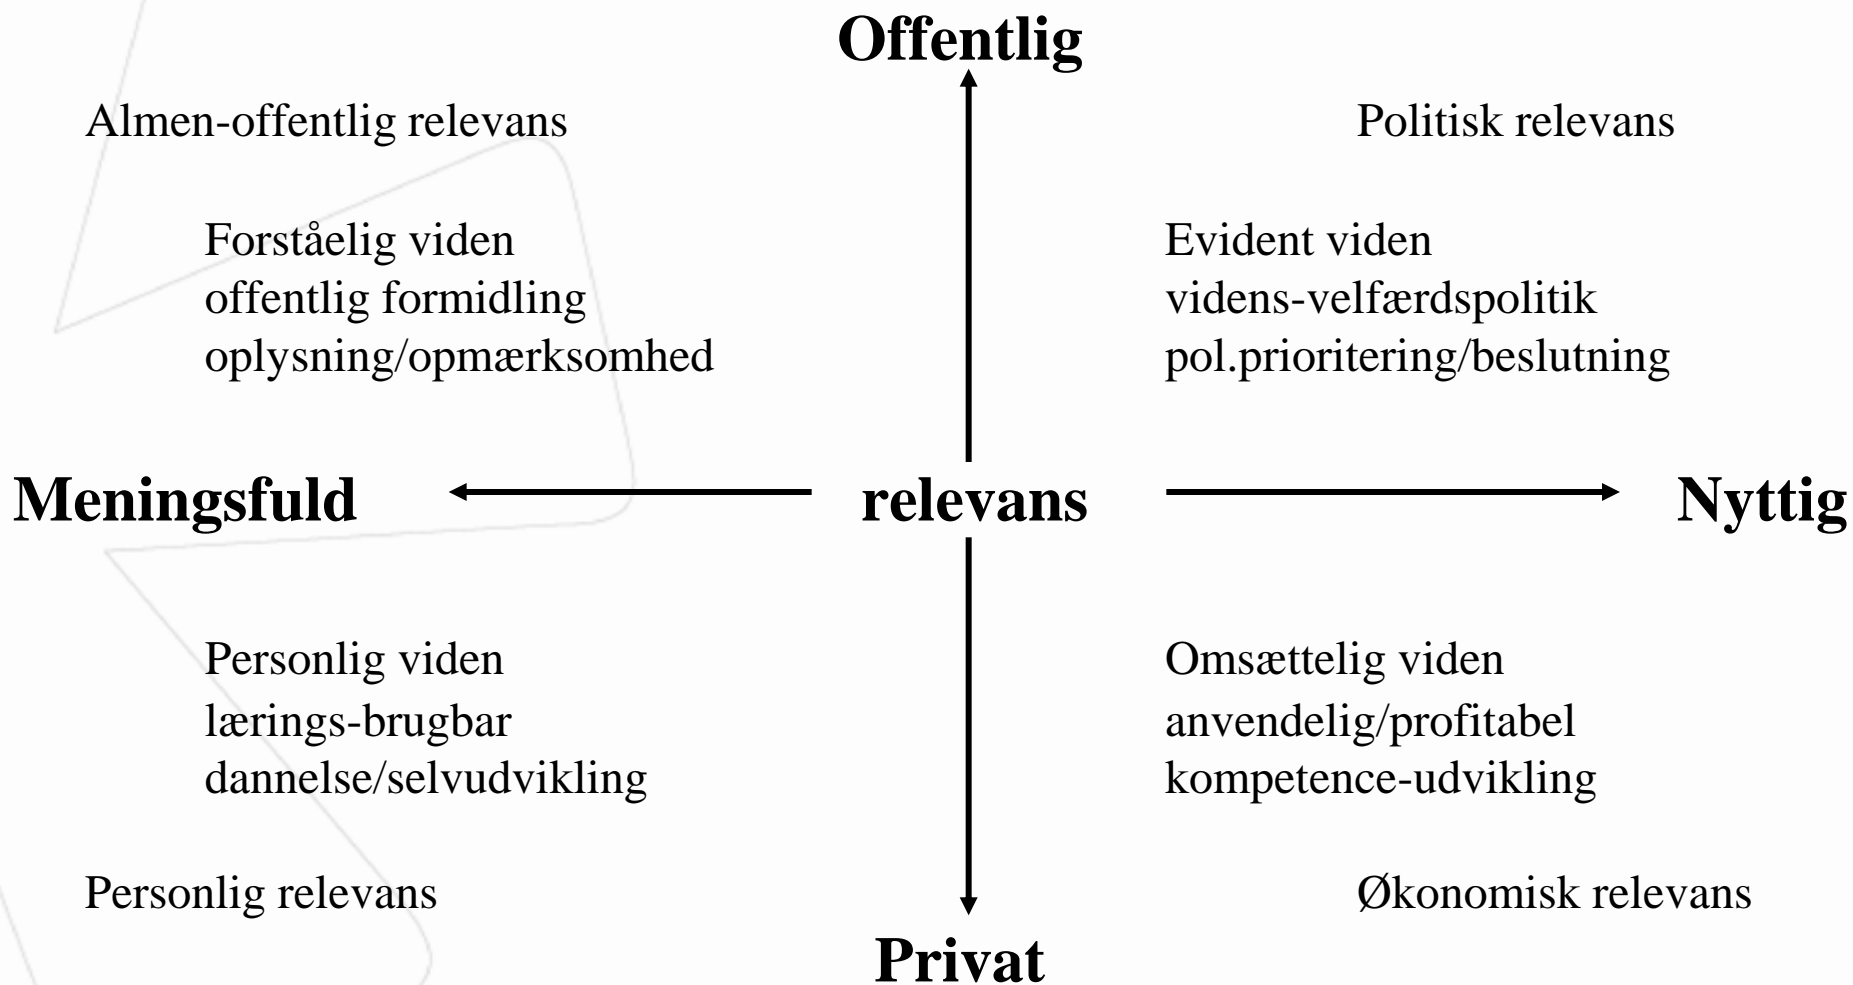 Offentlig
Almen-offentlig relevans
Politisk relevans
Forståelig viden
offentlig formidling
oplysning/opmærksomhed
Evident viden
videns-velfærdspolitik
pol.prioritering/beslutning
Meningsfuld
relevans
Nyttig
Personlig viden
lærings-brugbar
dannelse/selvudvikling
Omsættelig viden
anvendelig/profitabel
kompetence-udvikling
Personlig relevans
Økonomisk relevans
Privat